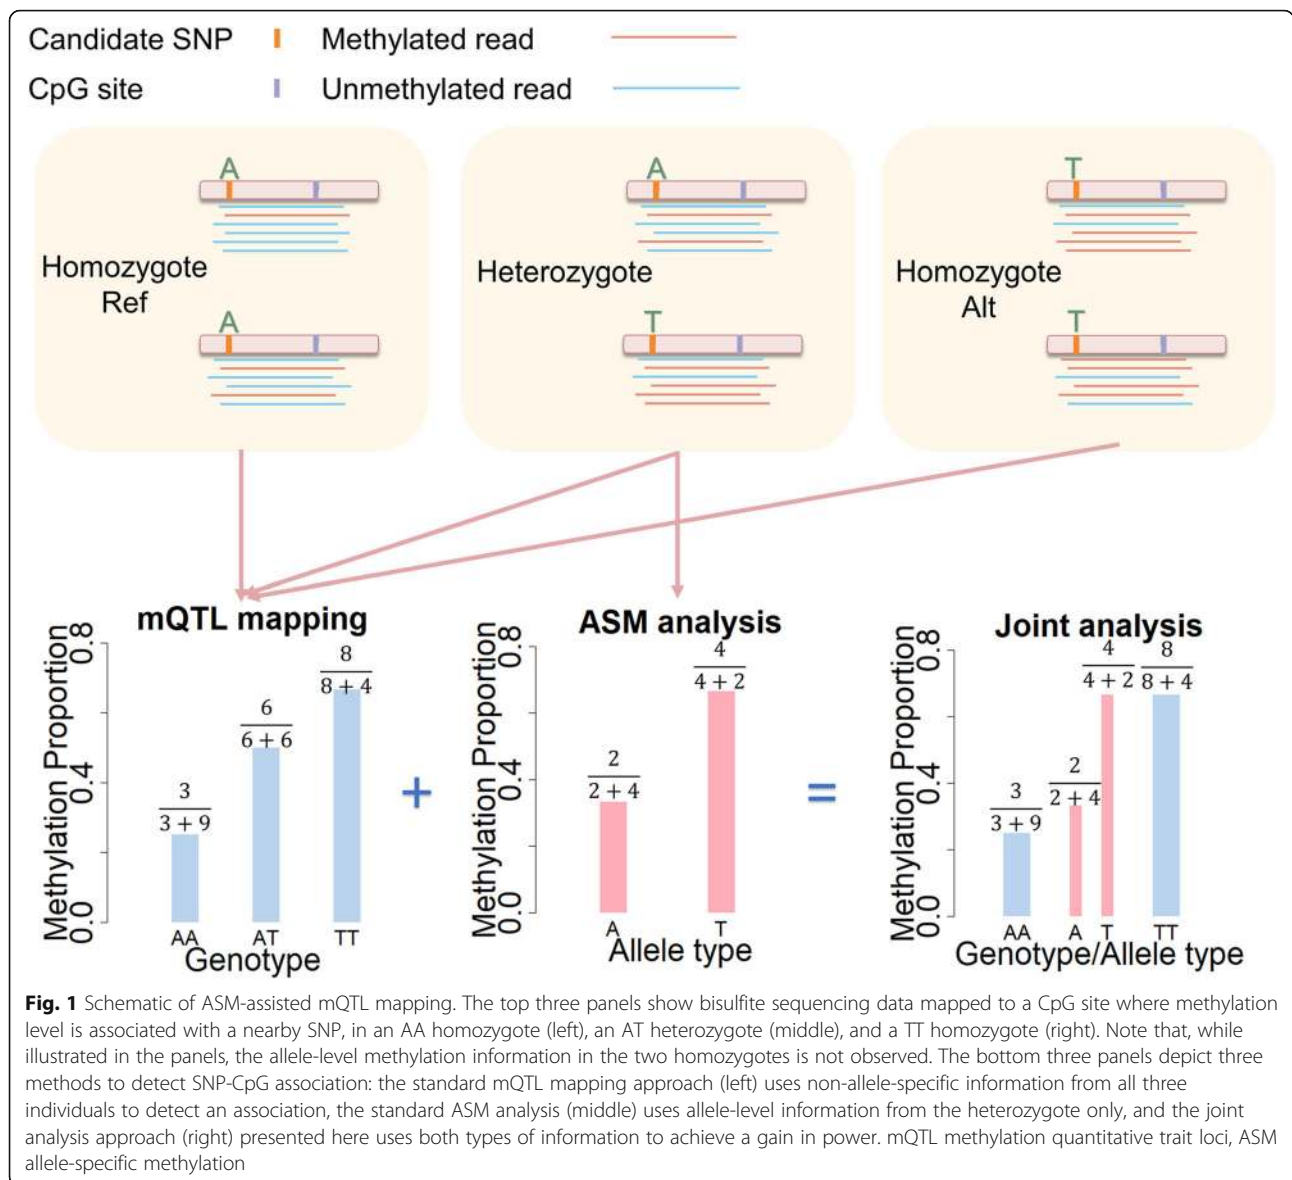 Candidate SNP Methylated read
CpG site Unmethylated read
A
A
T
Homozygote
Ref
Heterozygote
Homozygote
Alt
A
T
T
mQTL mapping
Methylation Proportion
0.0 0.4 0.8
3
3 + 9
6
6 + 6
8
8 + 4
AA AT TT
Genotype
+
ASM analysis
Methylation Proportion
0.0 0.4 0.8
2
2 + 4
4
4 + 2
A T
Allele type
=
Joint analysis
Methylation Proportion
0.0 0.4 0.8
3
3 + 9
2
2 + 4
4
4 + 2
8
8 + 4
AA A T TT
Genotype/Allele type
Fig. 1 Schematic of ASM-assisted mQTL mapping. The top three panels show bisulfite sequencing data mapped to a CpG site where methylation
level is associated with a nearby SNP, in an AA homozygote (left), an AT heterozygote (middle), and a TT homozygote (right). Note that, while
illustrated in the panels, the allele-level methylation information in the two homozygotes is not observed. The bottom three panels depict three
methods to detect SNP-CpG association: the standard mQTL mapping approach (left) uses non-allele-specific information from all three
individuals to detect an association, the standard ASM analysis (middle) uses allele-level information from the heterozygote only, and the joint
analysis approach (right) presented here uses both types of information to achieve a gain in power. mQTL methylation quantitative trait loci, ASM
allele-specific methylation